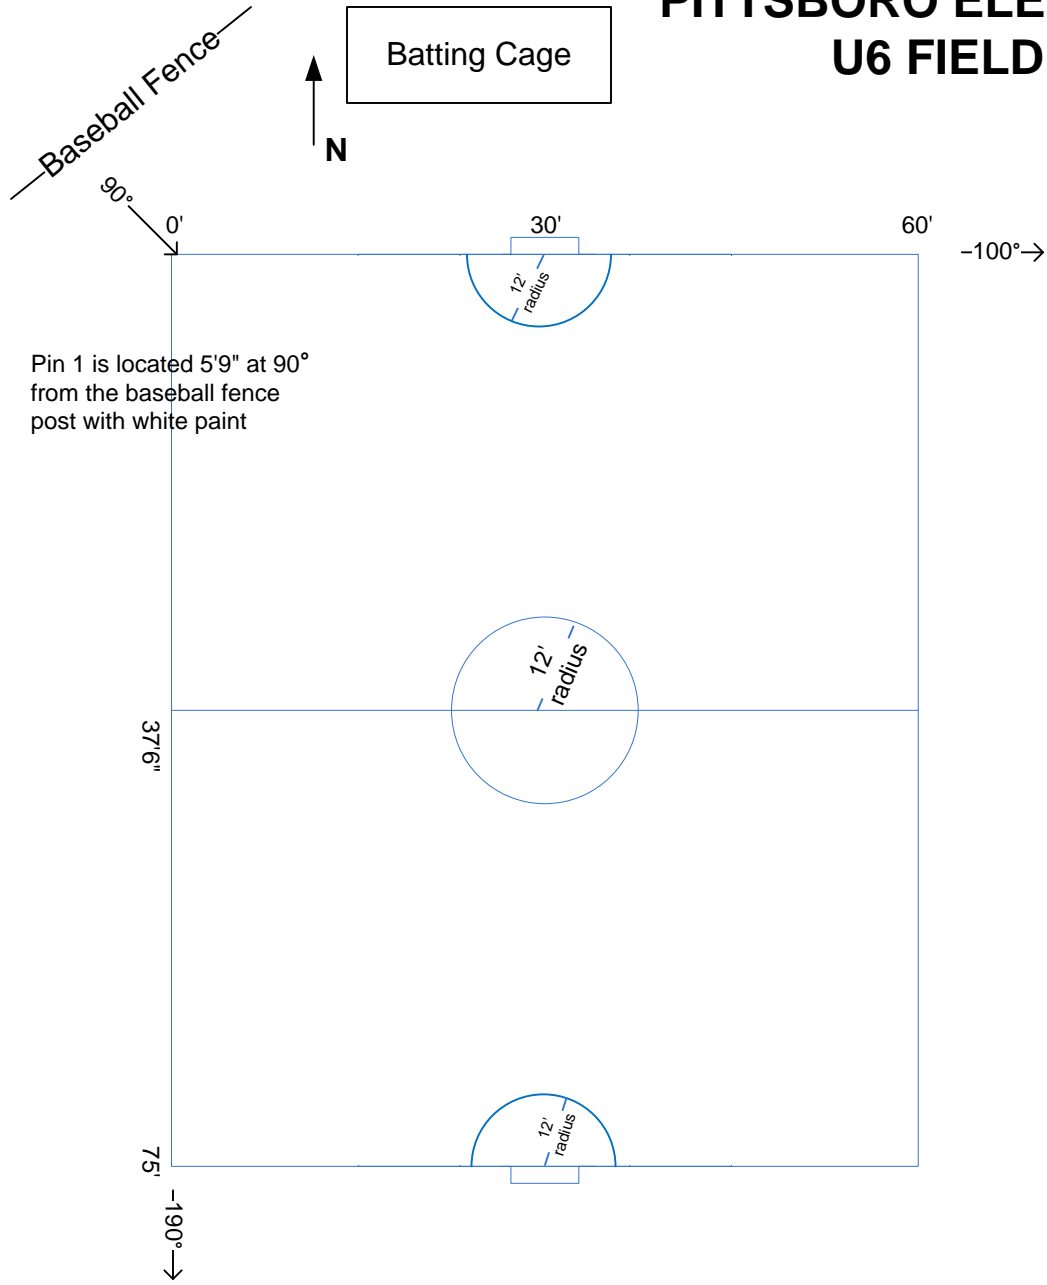 PITTSBORO ELE
U6 FIELD
Batting Cage
Baseball Fence
N
90°
0'
30'
60'
100°
12'
radius
Pin 1 is located 5'9" at 90°
from the baseball fence
post with white paint
12'
radius
37'6"
12'
radius
75'
190°